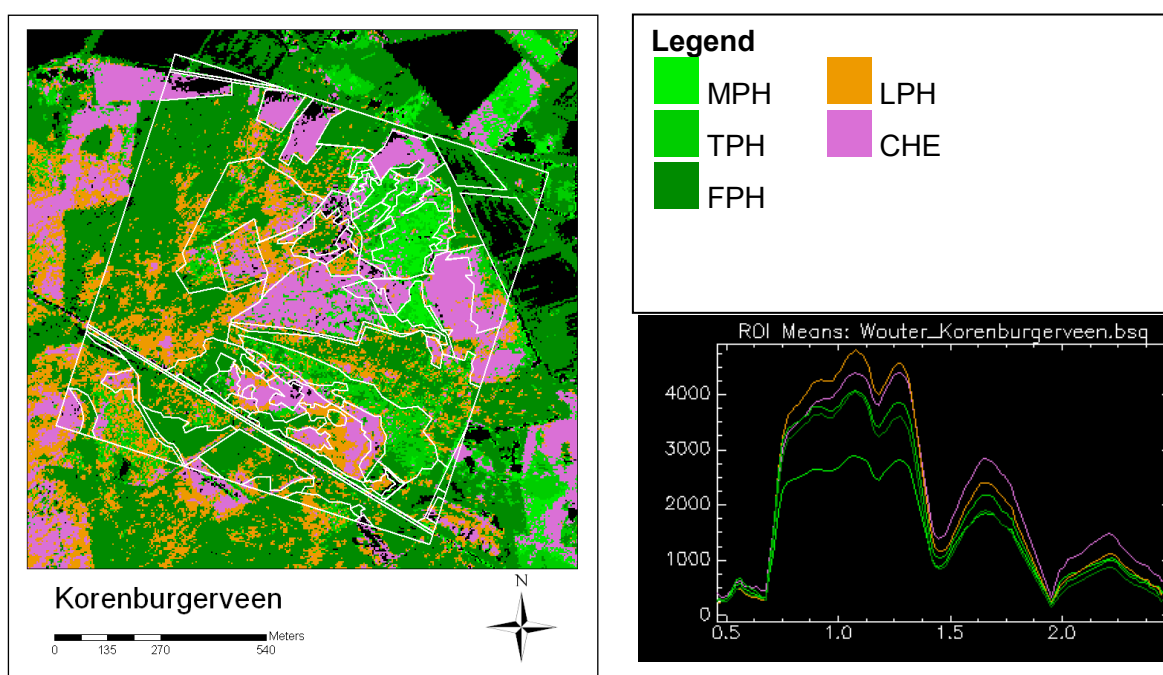 Korenburgerveen
N
Meters
0 135 270 540
Legend
MPH LPH
TPH CHE
FPH
ROI Means: Wouter_Korenburgerveen.bsq
4000
3000
2000
1000
0
0.5 1.0 1.5 2.0